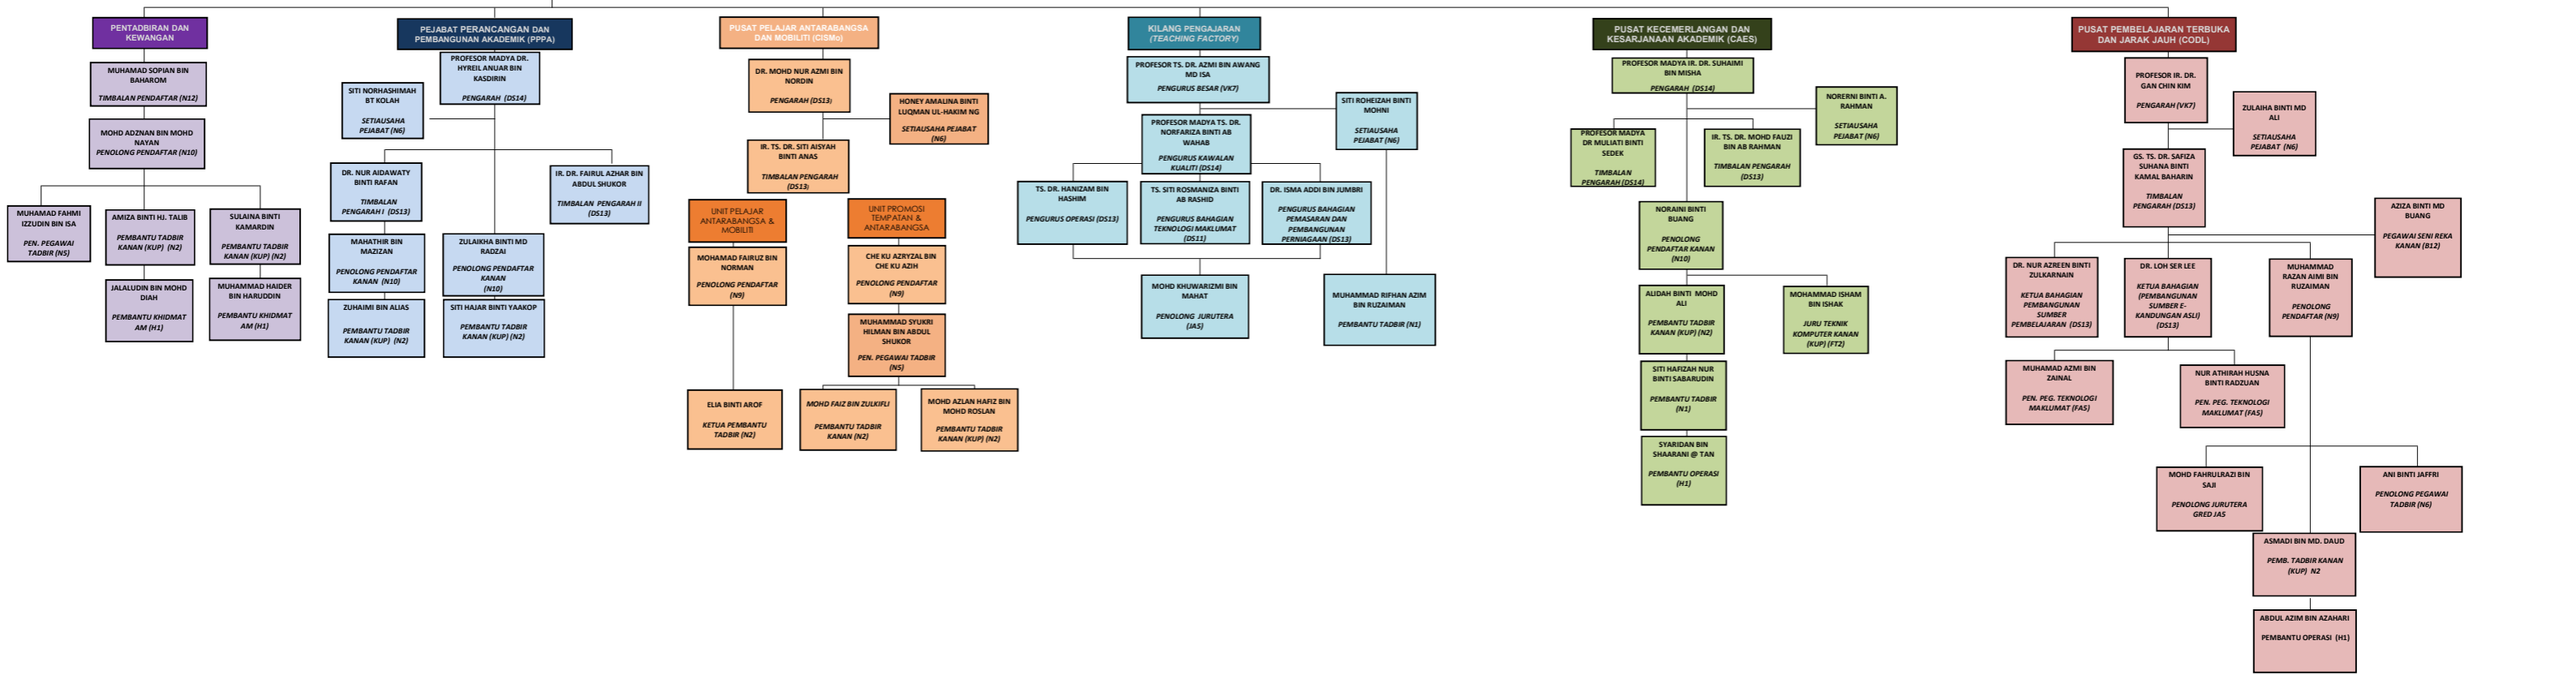 PENTADBIRAN DAN
KEWANGAN
MUHAMAD SOPIAN BIN
BAHAROM
TIMBALAN PENDAFTAR (N12)
MOHD ADZNAN BIN MOHD
NAYAN
PENOLONG PENDAFTAR (N10)
MUHAMAD FAHMI
IZZUDIN BIN ISA
PEN. PEGAWAI
TADBIR (N5)
AMIZA BINTI HJ. TALIB
PEMBANTU TADBIR
KANAN (KUP) (N2)
SULAINA BINTI
KAMARDIN
PEMBANTU TADBIR
KANAN (KUP) (N2)
JALALUDIN BIN MOHD
DIAH
PEMBANTU KHIDMAT
AM (H1)
MUHAMMAD HAIDER
BIN HARUDDIN
PEMBANTU KHIDMAT
AM (H1)
PEJABAT PERANCANGAN DAN
PEMBANGUNAN AKADEMIK (PPPA)
PROFESOR MADYA DR.
HYREIL ANUAR BIN
KASDIRIN
PENGARAH (DS14)
SITI NORHASHIMAH
BT KOLAH
SETIAUSAHA
PEJABAT (N6)
DR. NUR AIDAWATY
BINTI RAFAN
TIMBALAN
PENGARAH I (DS13)
IR. DR. FAIRUL AZHAR BIN
ABDUL SHUKOR
TIMBALAN PENGARAH II
(DS13)
MAHATHIR BIN
MAZIZAN
PENOLONG PENDAFTAR
KANAN (N10)
ZULAIKHA BINTI MD
RADZAI
PENOLONG PENDAFTAR
KANAN
(N10)
ZUHAIMI BIN ALIAS
PEMBANTU TADBIR
KANAN (KUP) (N2)
SITI HAJAR BINTI YAAKOP
PEMBANTU TADBIR
KANAN (KUP) (N2)
PUSAT PELAJAR ANTARABANGSA
DAN MOBILITI (CISMo)
DR. MOHD NUR AZMI BIN
NORDIN
PENGARAH (DS13)
HONEY AMALINA BINTI
LUQMAN UL-HAKIM NG
SETIAUSAHA PEJABAT
(N6)
IR. TS. DR. SITI AISYAH
BINTI ANAS
TIMBALAN PENGARAH
(DS13)
UNIT PELAJAR
ANTARABANGSA &
MOBILITI
UNIT PROMOSI
TEMPATAN &
ANTARABANGSA
MOHAMAD FAIRUZ BIN
NORMAN
PENOLONG PENDAFTAR
(N9)
CHE KU AZRYZAL BIN
CHE KU AZIH
PENOLONG PENDAFTAR
(N9)
MUHAMMAD SYUKRI
HILMAN BIN ABDUL
SHUKOR
PEN. PEGAWAI TADBIR
(N5)
ELIA BINTI AROF
KETUA PEMBANTU
TADBIR (N2)
MOHD FAIZ BIN ZULKIFLI
PEMBANTU TADBIR
KANAN (N2)
MOHD AZLAN HAFIZ BIN
MOHD ROSLAN
PEMBANTU TADBIR
KANAN (KUP) (N2)
KILANG PENGAJARAN
(TEACHING FACTORY)
PROFESOR TS. DR. AZMI BIN AWANG
MD ISA
PENGURUS BESAR (VK7)
SITI ROHEIZAH BINTI
MOHNI
SETIAUSAHA
PEJABAT (N6)
PROFESOR MADYA TS. DR.
NORFARIZA BINTI AB
WAHAB
PENGURUS KAWALAN
KUALITI (DS14)
TS. DR. HANIZAM BIN
HASHIM
PENGURUS OPERASI (DS13)
TS. SITI ROSMANIZA BINTI
AB RASHID
PENGURUS BAHAGIAN
TEKNOLOGI MAKLUMAT
(DS11)
DR. ISMA ADDI BIN JUMBRI
PENGURUS BAHAGIAN
PEMASARAN DAN
PEMBANGUNAN
PERNIAGAAN (DS13)
MOHD KHUWARIZMI BIN
MAHAT
PENOLONG JURUTERA
(JA5)
MUHAMMAD RIFHAN AZIM
BIN RUZAIMAN
PEMBANTU TADBIR (N1)
PUSAT KECEMERLANGAN DAN
KESARJANAAN AKADEMIK (CAES)
PROFESOR MADYA IR. DR. SUHAIMI
BIN MISHA
PENGARAH (DS14)
NORERNI BINTI A.
RAHMAN
SETIAUSAHA
PEJABAT (N6)
PROFESOR MADYA
DR MULIATI BINTI
SEDEK
TIMBALAN
PENGARAH (DS14)
IR. TS. DR. MOHD FAUZI
BIN AB RAHMAN
TIMBALAN PENGARAH
(DS13)
NORAINI BINTI
BUANG
PENOLONG
PENDAFTAR KANAN
(N10)
ALIDAH BINTI MOHD
ALI
PEMBANTU TADBIR
KANAN (KUP) (N2)
MOHAMMAD ISHAM
BIN ISHAK
JURU TEKNIK
KOMPUTER KANAN
(KUP) (FT2)
SITI HAFIZAH NUR
BINTI SABARUDIN
PEMBANTU TADBIR
(N1)
SYARIDAN BIN
SHAARANI @ TAN
PEMBANTU OPERASI
(H1)
PUSAT PEMBELAJARAN TERBUKA
DAN JARAK JAUH (CODL)
PROFESOR IR. DR.
GAN CHIN KIM
PENGARAH (VK7)
ZULAIHA BINTI MD
ALI
SETIAUSAHA
PEJABAT (N6)
GS. TS. DR. SAFIZA
SUHANA BINTI
KAMAL BAHARIN
TIMBALAN
PENGARAH (DS13)
AZIZA BINTI MD
BUANG
PEGAWAI SENI REKA
KANAN (B12)
DR. NUR AZREEN BINTI
ZULKARNAIN
KETUA BAHAGIAN
PEMBANGUNAN
SUMBER
PEMBELAJARAN (DS13)
DR. LOH SER LEE
KETUA BAHAGIAN
(PEMBANGUNAN
SUMBER E-
KANDUNGAN ASLI)
(DS13)
MUHAMMAD
RAZAN AIMI BIN
RUZAIMAN
PENOLONG
PENDAFTAR (N9)
MUHAMAD AZMI BIN
ZAINAL
PEN. PEG. TEKNOLOGI
MAKLUMAT (FA5)
NUR ATHIRAH HUSNA
BINTI RADZUAN
PEN. PEG. TEKNOLOGI
MAKLUMAT (FA5)
MOHD FAHRULRAZI BIN
SAJI
PENOLONG JURUTERA
GRED JA5
ANI BINTI JAFFRI
PENOLONG PEGAWAI
TADBIR (N6)
ASMADI BIN MD. DAUD
PEMB. TADBIR KANAN
(KUP) N2
ABDUL AZIM BIN AZAHARI
PEMBANTU OPERASI (H1)